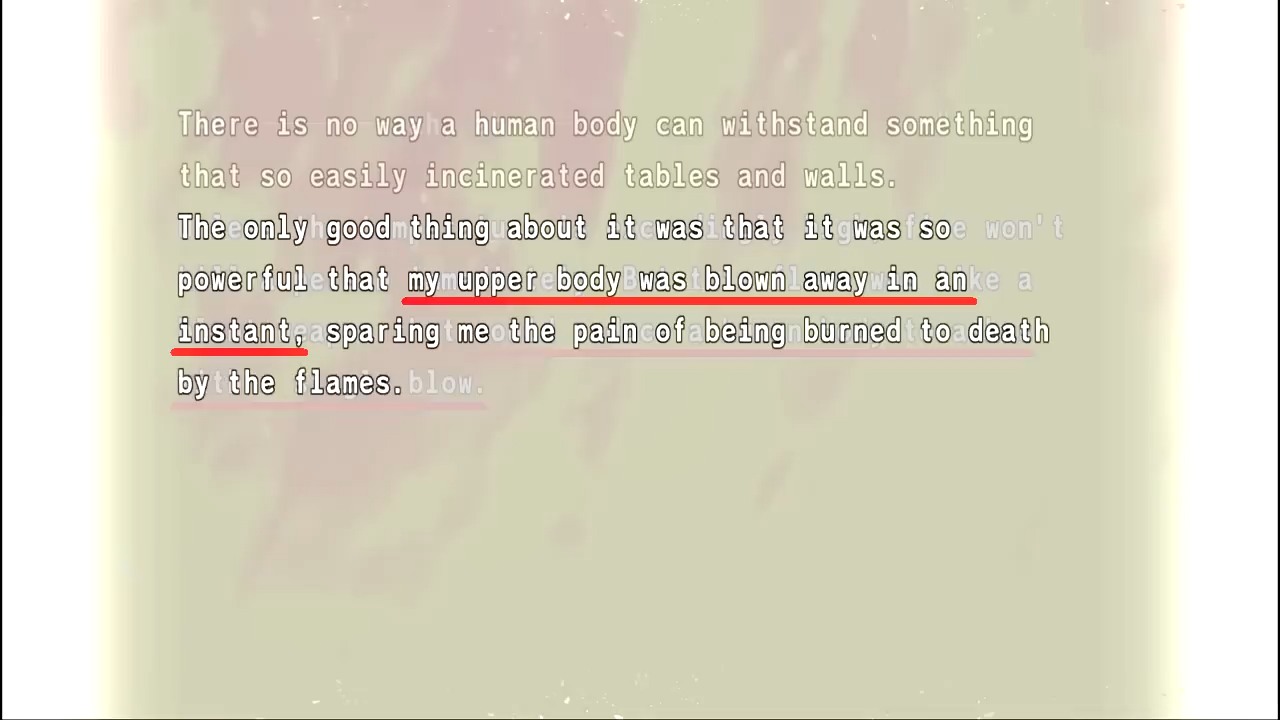 There is no way a human body can withstand something
that so easily incinerated tables and walls.
The only good thing about it was that it was so
powerful that my upper body was blown away in an
instant, sparing me the pain of being burned to death
by the flames.